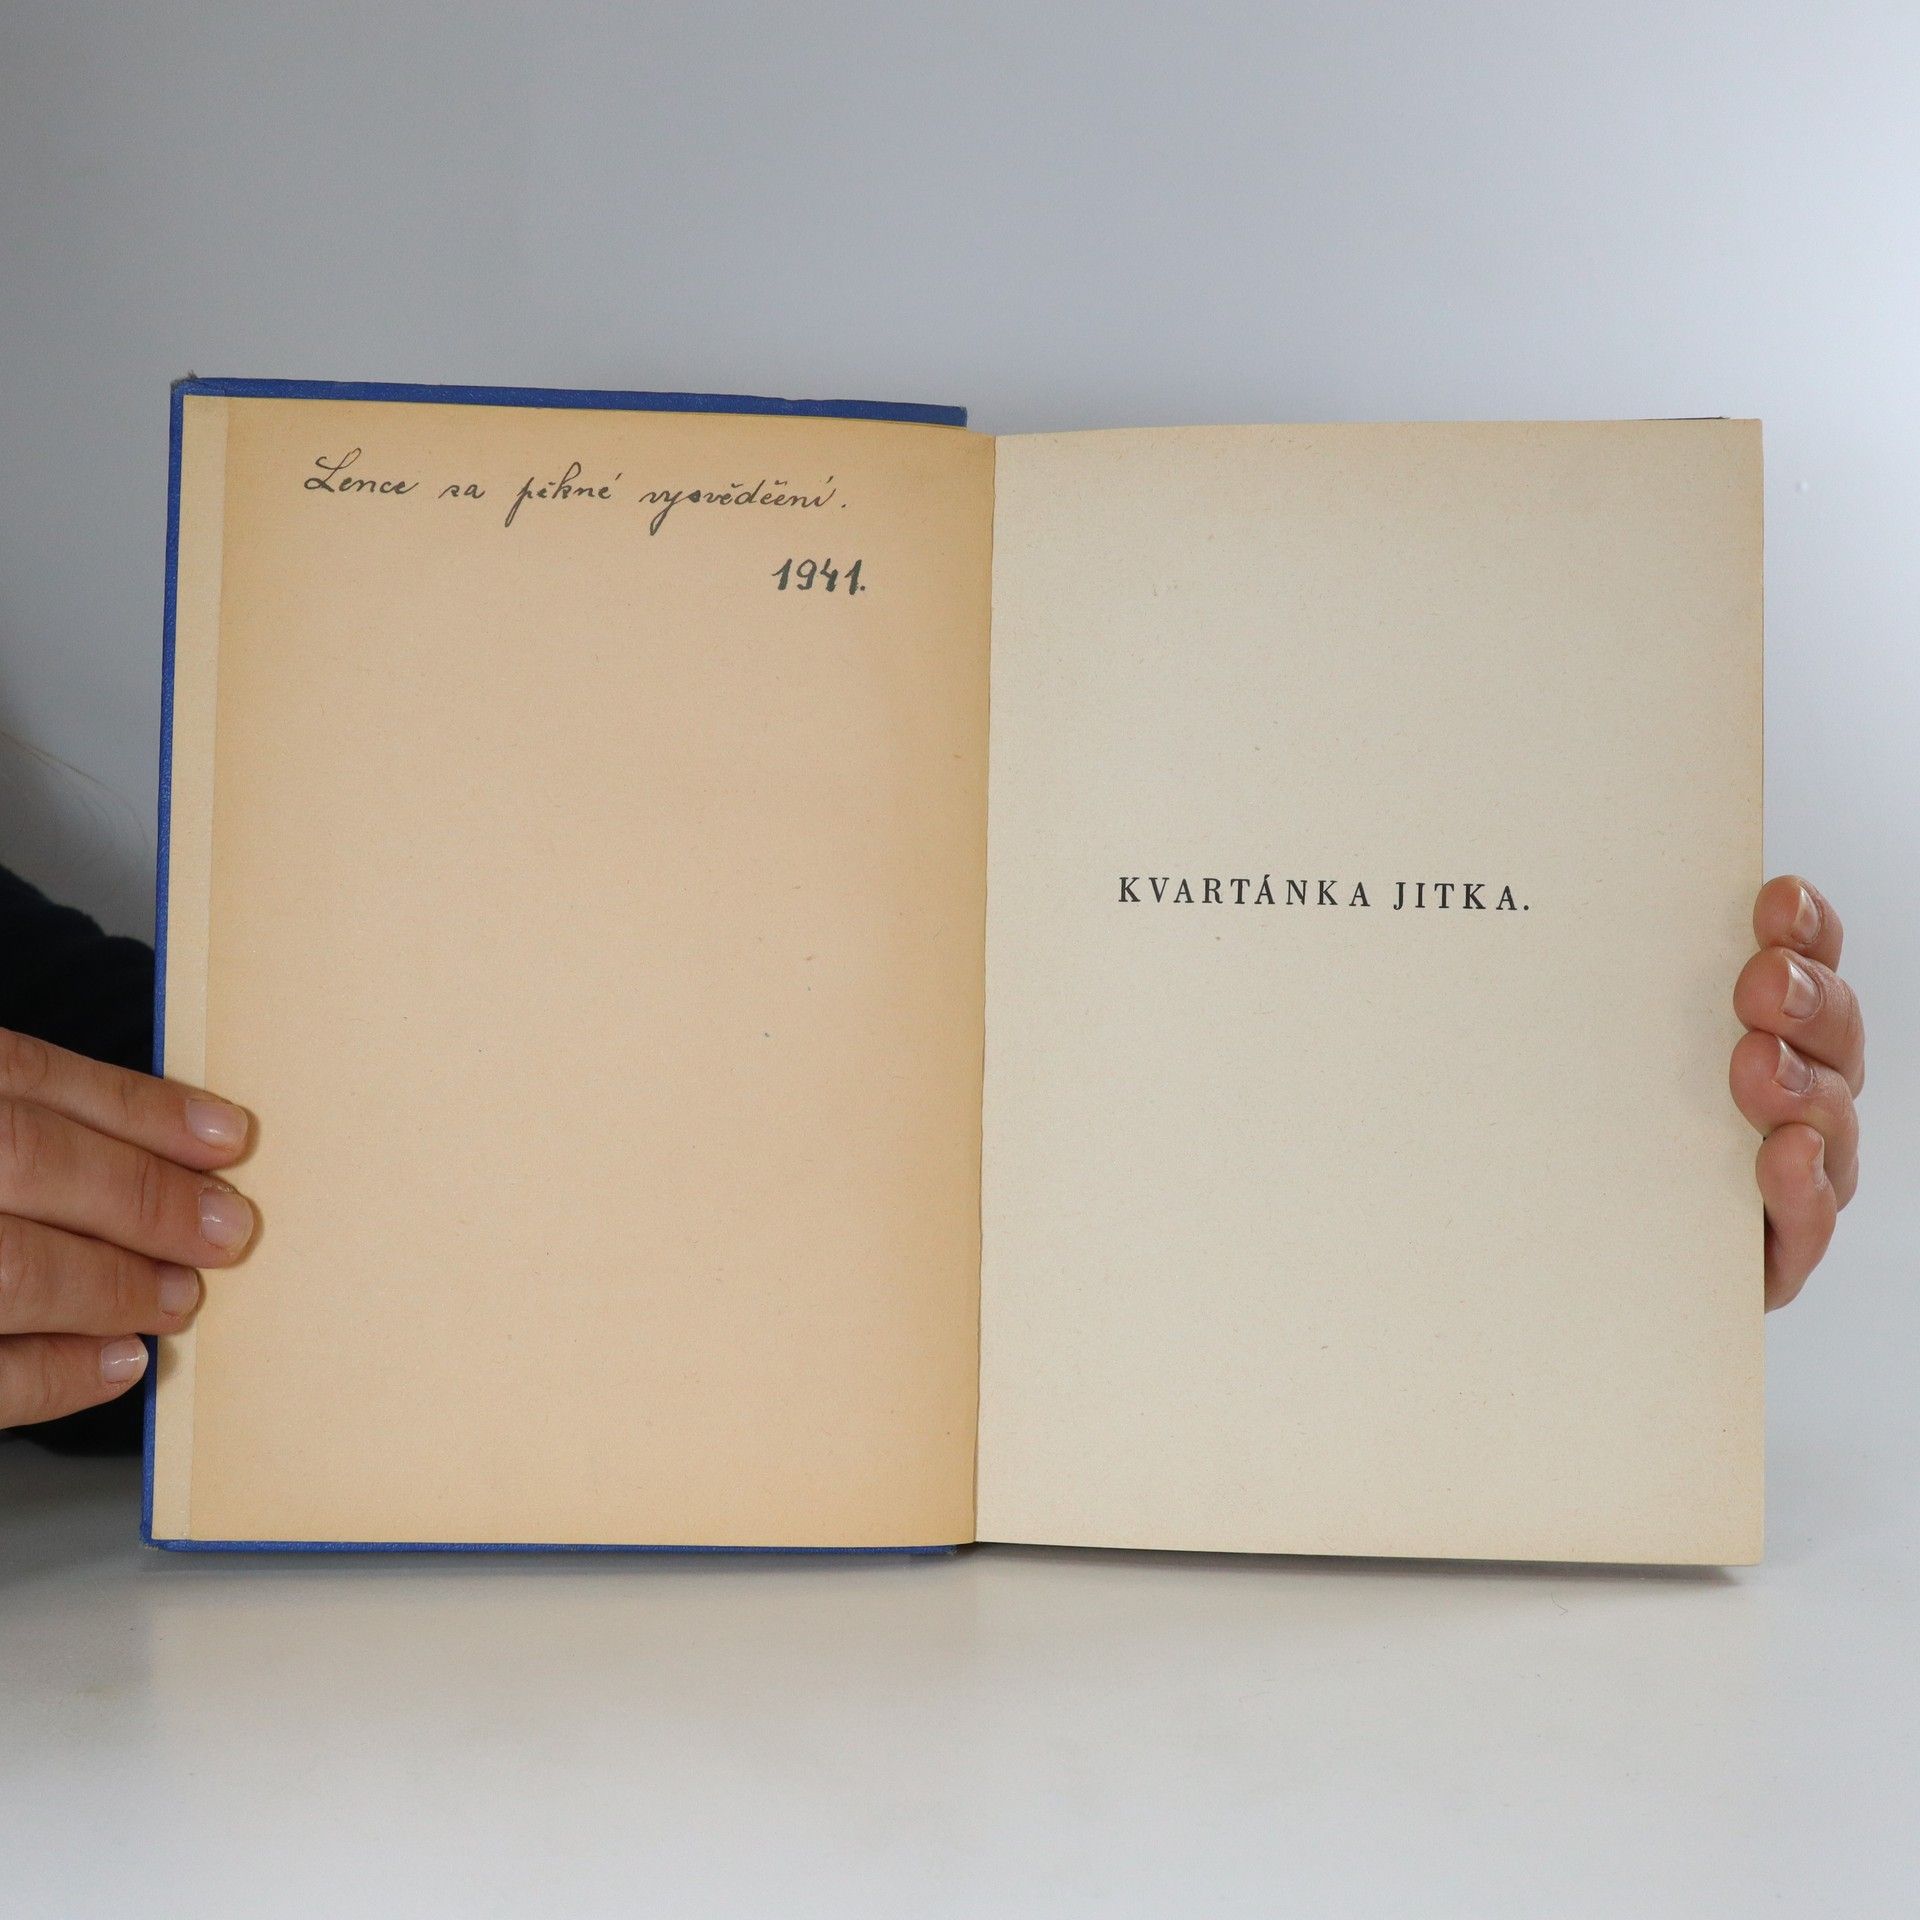 Lence za pěkné vysvědčení.
1941.
KVARTÁNKA JITKA.